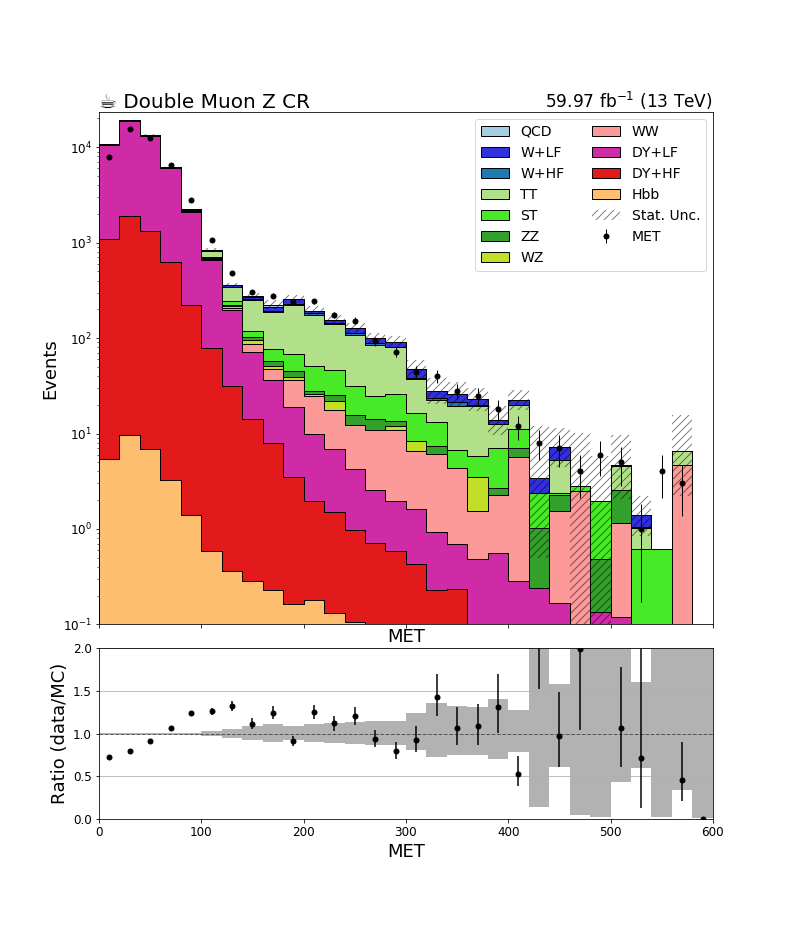 ☕ Double Muon Z CR
59.97 fb⁻¹ (13 TeV)
QCD
W+LF
W+HF
TT
ST
ZZ
WZ
WW
DY+LF
DY+HF
Hbb
Stat. Unc.
MET
Events
10⁴
10³
10²
10¹
10⁰
10⁻¹
MET
Ratio (data/MC)
2.0
1.5
1.0
0.5
0.0
0 100 200 300 400 500 600
MET